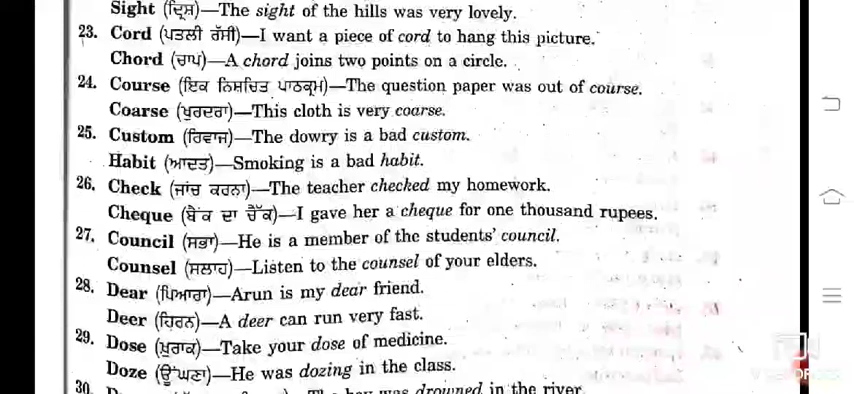 Sight (ਦ੍ਰਿਸ਼)—The sight of the hills was very lovely.
23. Cord (ਪਤਲੀ ਰੱਸੀ)—I want a piece of cord to hang this picture.
Chord (ਚਾਪ)—A chord joins two points on a circle.
24. Course (ਇਕ ਨਿਸ਼ਚਿਤ ਪਾਠਕ੍ਰਮ)—The question paper was out of course.
Coarse (ਖੁਰਦਰਾ)—This cloth is very coarse.
25. Custom (ਰਿਵਾਜ)—The dowry is a bad custom.
Habit (ਆਦਤ)—Smoking is a bad habit.
26. Check (ਜਾਂਚ ਕਰਨਾ)—The teacher checked my homework.
Cheque (ਬੈਂਕ ਦਾ ਚੈੱਕ)—I gave her a cheque for one thousand rupees.
27. Council (ਸਭਾ)—He is a member of the students' council.
Counsel (ਸਲਾਹ)—Listen to the counsel of your elders.
28. Dear (ਪਿਆਰਾ)—Arun is my dear friend.
Deer (ਹਿਰਨ)—A deer can run very fast.
29. Dose (ਖ਼ੁਰਾਕ)—Take your dose of medicine.
Doze (ਊਂਘਣਾ)—He was dozing in the class.
30. was drowned in the river.